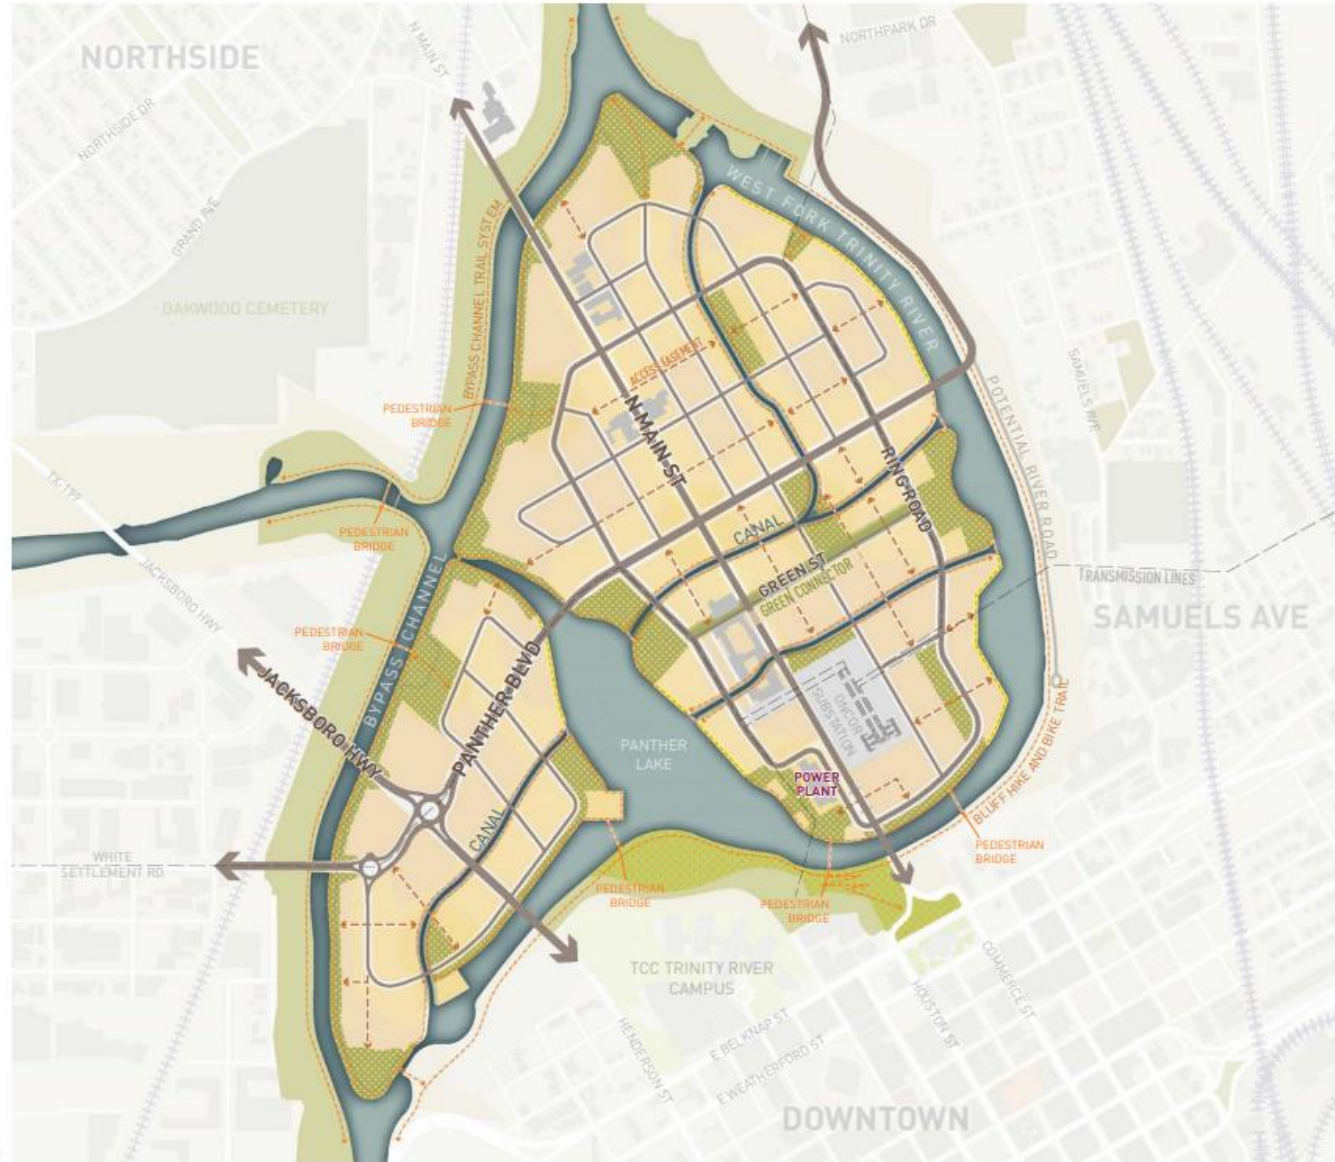 NORTHPARK DR
N MAIN ST
NORTHSIDE
NORTHSIDE DR
WEST FORK TRINITY RIVER
GRAND AVE
BYPASS CHANNEL TRAIL SYSTEM
OAKWOOD CEMETERY
ACCESS EASEMENT
SAMUELS AVE
POTENTIAL RIVER ROAD
PEDESTRIAN
BRIDGE
N MAIN ST
RING ROAD
TX-199
PEDESTRIAN
BRIDGE
CANAL
JACKSBORO HWY
BYPASS CHANNEL
GREEN ST
GREEN CONNECTOR
TRANSMISSION LINES
SAMUELS AVE
PEDESTRIAN
BRIDGE
JACKSBORO HWY
PANTHER BLVD
PANTHER
LAKE
ONCOR
SUBSTATION
POWER
PLANT
BLUFF HIKE AND BIKE TRAIL
CANAL
WHITE
SETTLEMENT RD
PEDESTRIAN
BRIDGE
PEDESTRIAN
BRIDGE
PEDESTRIAN
BRIDGE
TCC TRINITY RIVER
CAMPUS
COMMERCE ST
HOUSTON ST
HENDERSON ST
E BELKNAP ST
E WEATHERFORD ST
DOWNTOWN